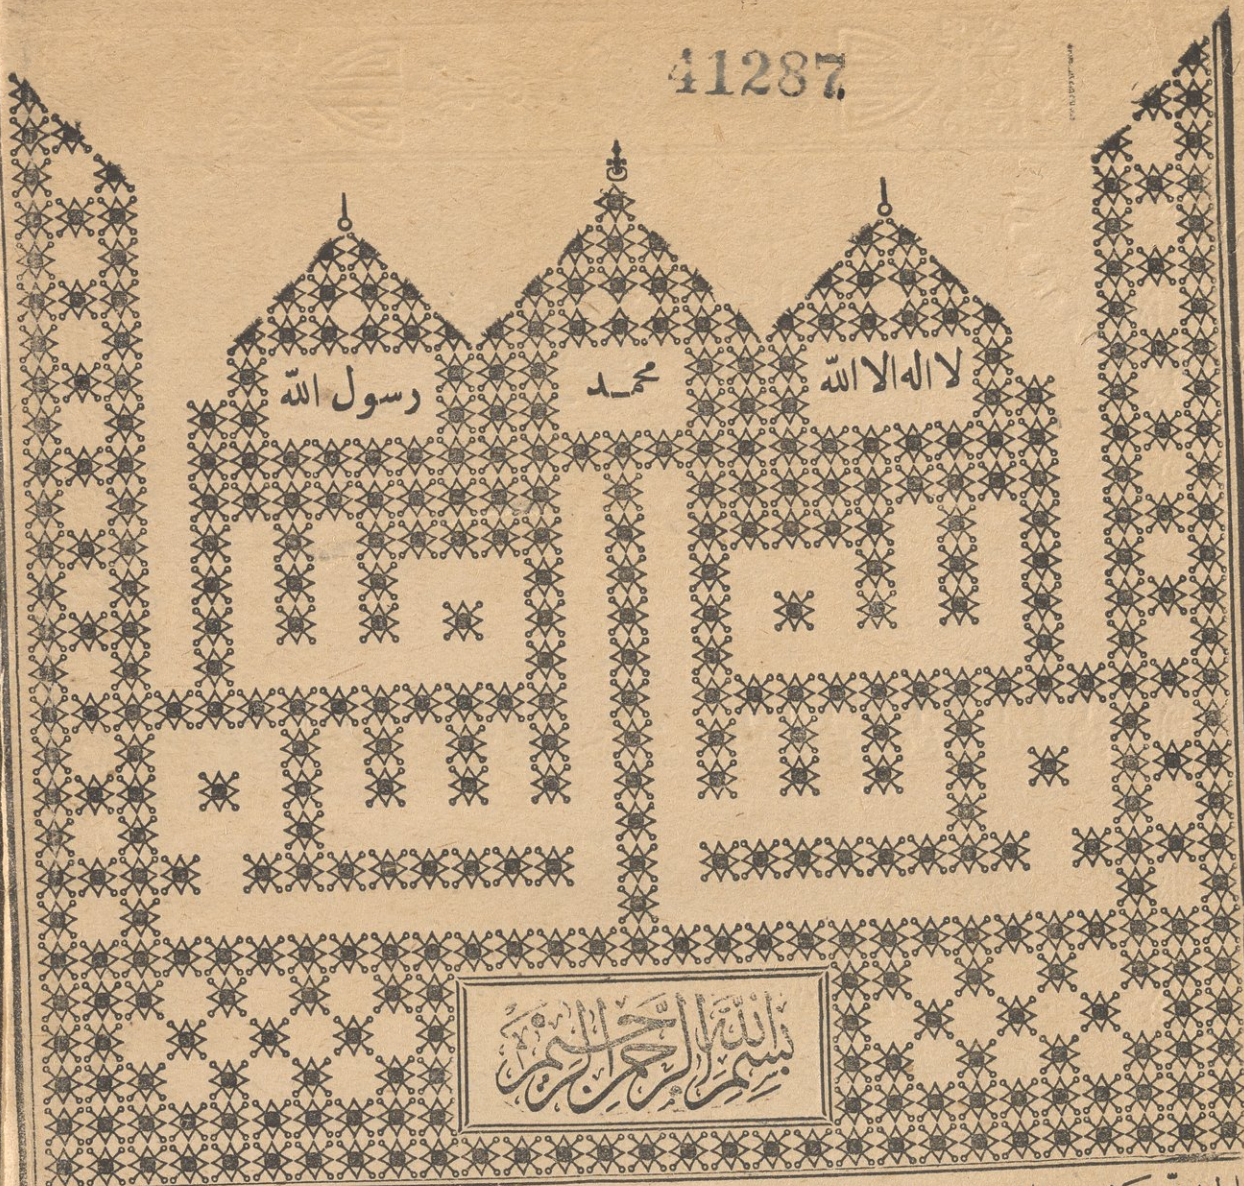 41287
لا اله الا الله محمد رسول الله
بسم الله الرحمن الرحيم